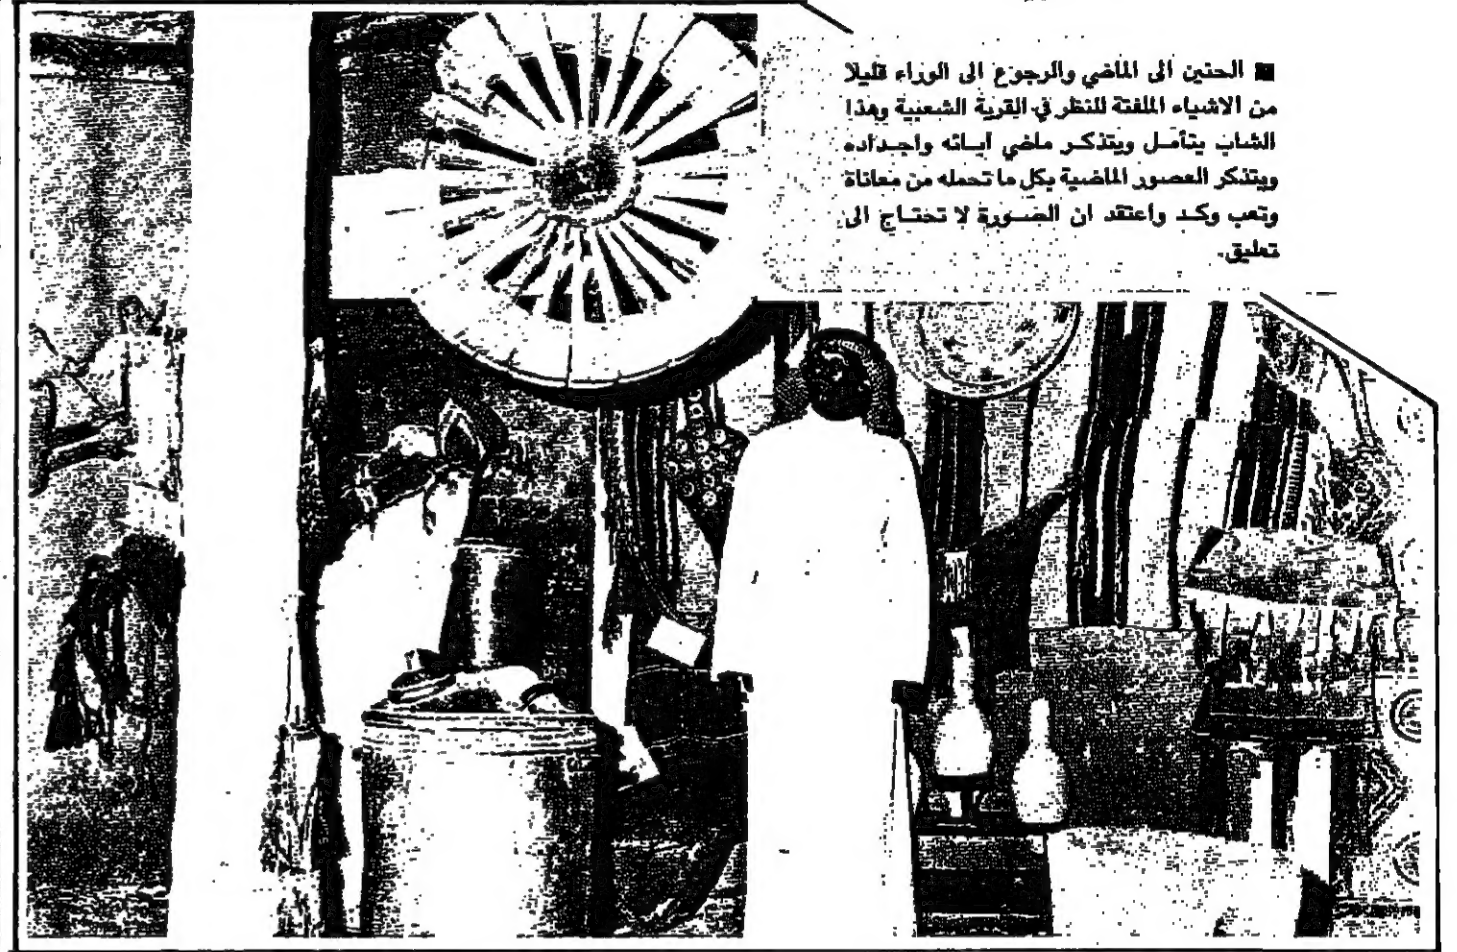 ■ الحنين الى الماضي والرجوع الى الوراء قليلا
من الاشياء الملفتة للنظر في القرية الشعبية وهذا
الشاب يتأمل ويتذكر ماضي ابائه واجداده
ويتذكر العصور الماضية بكل ما تحمله من معاناة
وتعب وكد واعتقد ان الصورة لا تحتاج الى
تعليق.